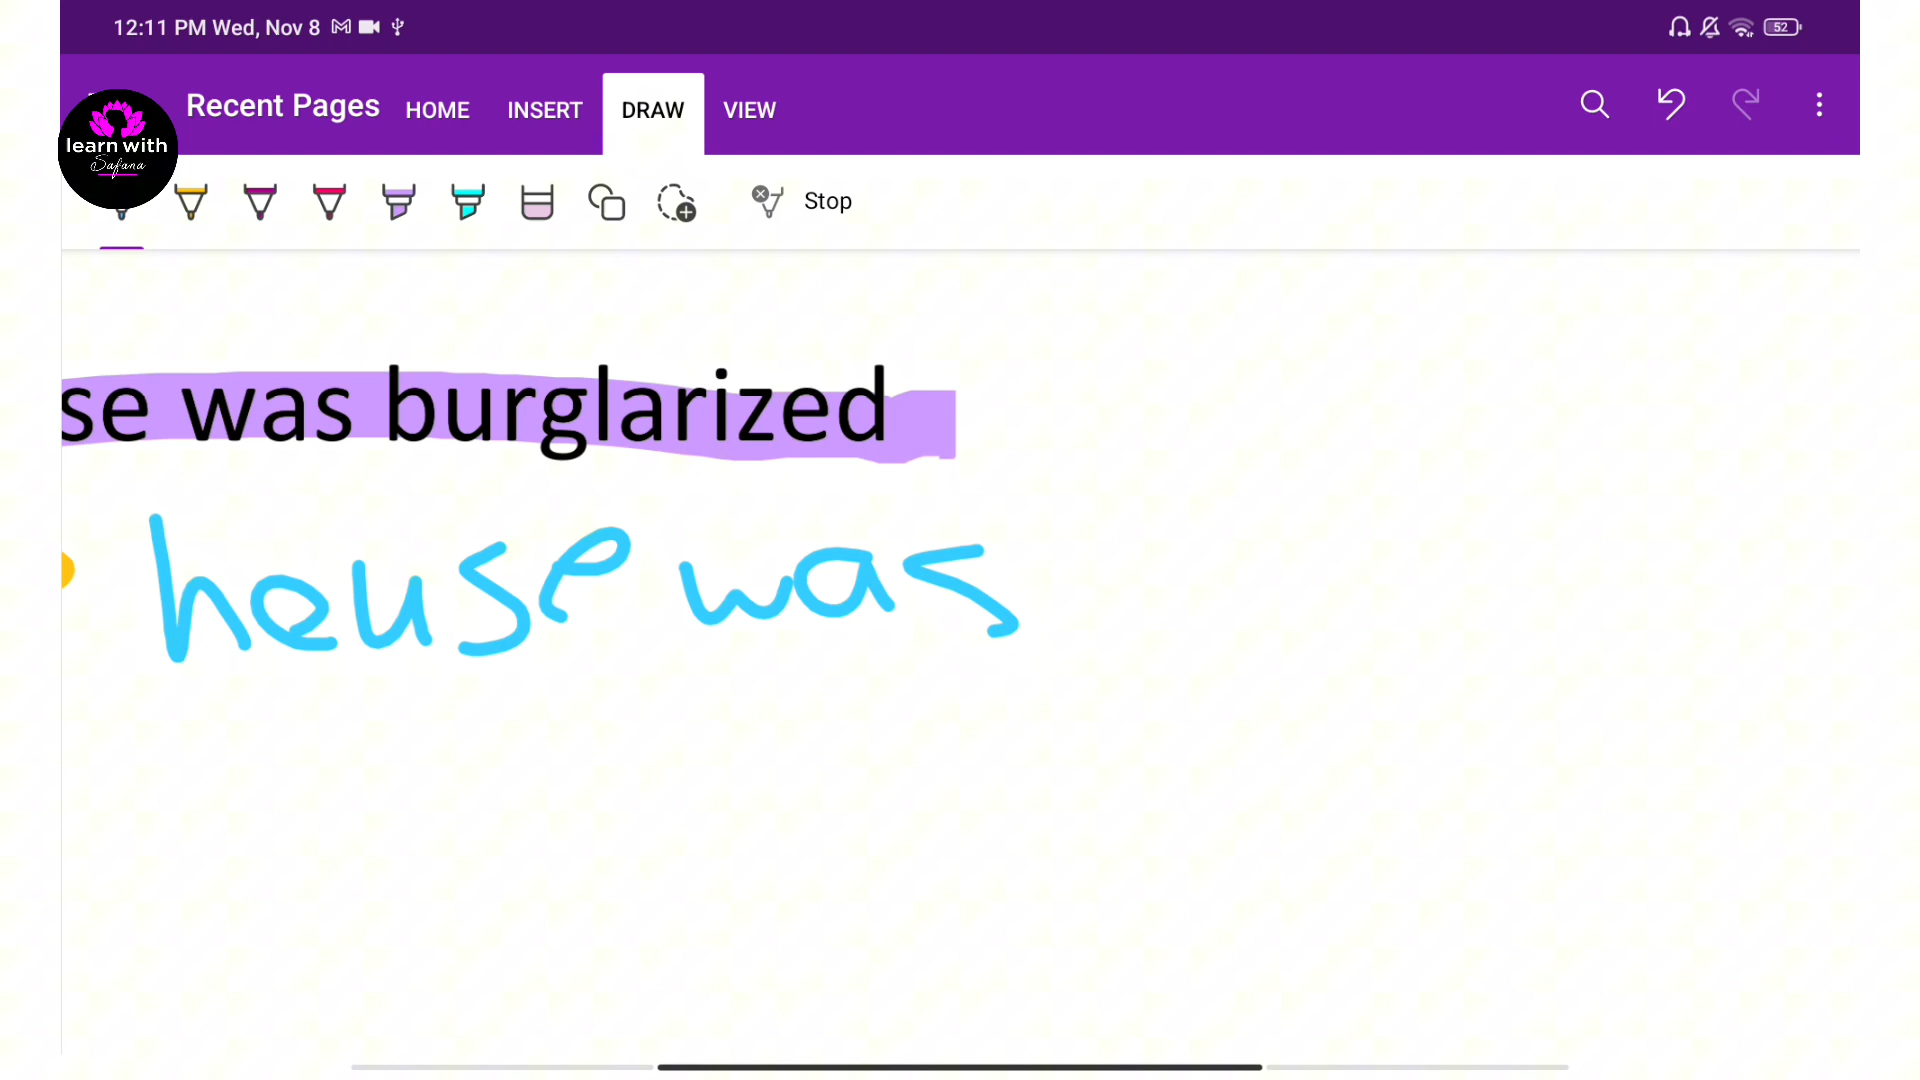 12:11 PM Wed, Nov 8
52
Recent Pages HOME INSERT DRAW VIEW
learn with
Safana
Stop
se was burglarized
house was